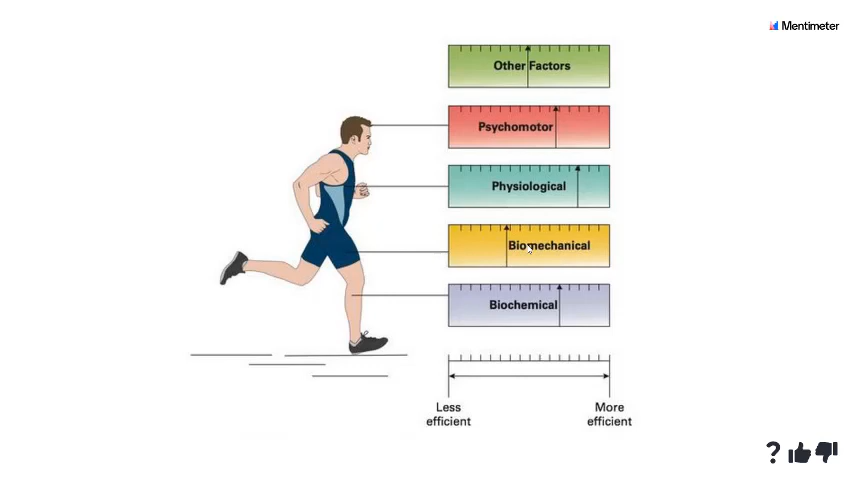 Mentimeter
Other Factors
Psychomotor
Physiological
Biomechanical
Biochemical
Less
efficient
More
efficient
?